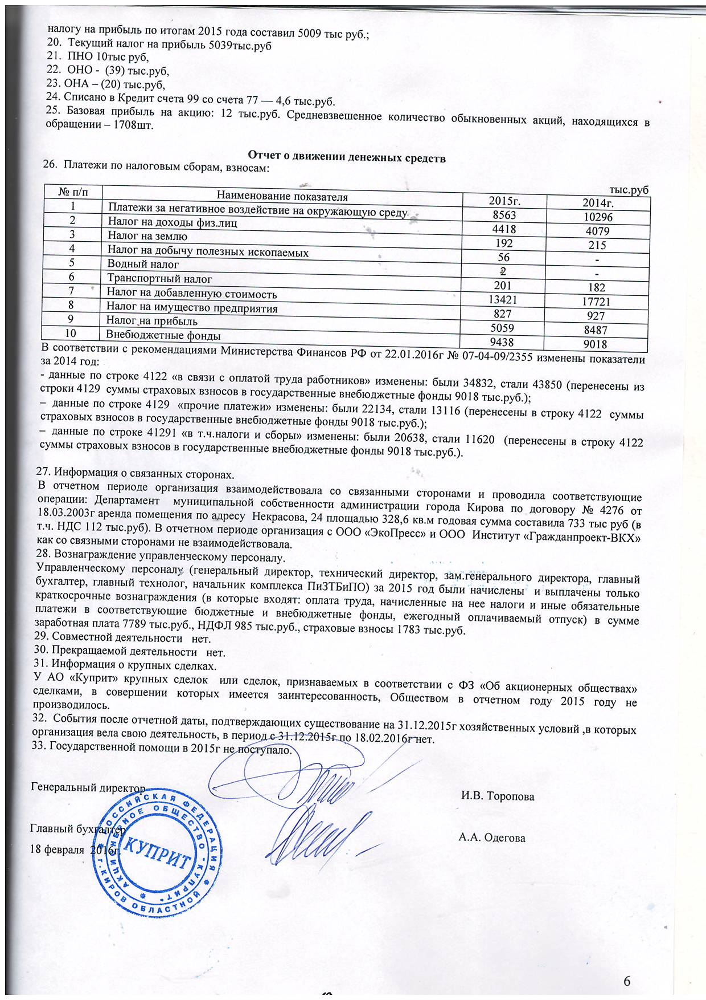 налогу на прибыль по итогам 2015 года составил 5009 тыс руб.;
20. Текущий налог на прибыль 5039тыс.руб
21. ПНО 10тыс руб,
22. ОНО - (39) тыс.руб,
23. ОНА – (20) тыс.руб,
24. Списано в Кредит счета 99 со счета 77 — 4,6 тыс.руб.
25. Базовая прибыль на акцию: 12 тыс.руб. Средневзвешенное количество обыкновенных акций, находящихся в
обращении – 1708шт.
Отчет о движении денежных средств
26. Платежи по налоговым сборам, взносам:
тыс.руб
№ п/п Наименование показателя 2015г. 2014г.
1 Платежи за негативное воздействие на окружающую среду 8563 10296
2 Налог на доходы физ.лиц 4418 4079
3 Налог на землю 192 215
4 Налог на добычу полезных ископаемых 56 -
5 Водный налог 2 -
6 Транспортный налог 201 182
7 Налог на добавленную стоимость 13421 17721
8 Налог на имущество предприятия 827 927
9 Налог на прибыль 5059 8487
10 Внебюджетные фонды 9438 9018
В соответствии с рекомендациями Министерства Финансов РФ от 22.01.2016г № 07-04-09/2355 изменены показатели
за 2014 год:
- данные по строке 4122 «в связи с оплатой труда работников» изменены: были 34832, стали 43850 (перенесены из
строки 4129 суммы страховых взносов в государственные внебюджетные фонды 9018 тыс.руб.);
– данные по строке 4129 «прочие платежи» изменены: были 22134, стали 13116 (перенесены в строку 4122 суммы
страховых взносов в государственные внебюджетные фонды 9018 тыс.руб.);
– данные по строке 41291 «в т.ч.налоги и сборы» изменены: были 20638, стали 11620 (перенесены в строку 4122
суммы страховых взносов в государственные внебюджетные фонды 9018 тыс.руб.).
27. Информация о связанных сторонах.
В отчетном периоде организация взаимодействовала со связанными сторонами и проводила соответствующие
операции: Департамент муниципальной собственности администрации города Кирова по договору № 4276 от
18.03.2003г аренда помещения по адресу Некрасова, 24 площадью 328,6 кв.м годовая сумма составила 733 тыс руб (в
т.ч. НДС 112 тыс.руб). В отчетном периоде организация с ООО «ЭкоПресс» и ООО Институт «Гражданпроект-ВКХ»
как со связными сторонами не взаимодействовала.
28. Вознаграждение управленческому персоналу.
Управленческому персоналу (генеральный директор, технический директор, зам.генерального директора, главный
бухгалтер, главный технолог, начальник комплекса ПиЗТБиПО) за 2015 год были начислены и выплачены только
краткосрочные вознаграждения (в которые входят: оплата труда, начисленные на нее налоги и иные обязательные
платежи в соответствующие бюджетные и внебюджетные фонды, ежегодный оплачиваемый отпуск) в сумме
заработная плата 7789 тыс.руб., НДФЛ 985 тыс.руб., страховые взносы 1783 тыс.руб.
29. Совместной деятельности нет.
30. Прекращаемой деятельности нет.
31. Информация о крупных сделках.
У АО «Куприт» крупных сделок или сделок, признаваемых в соответствии с ФЗ «Об акционерных обществах»
сделками, в совершении которых имеется заинтересованность, Обществом в отчетном году 2015 году не
производилось.
32. События после отчетной даты, подтверждающих существование на 31.12.2015г хозяйственных условий ,в которых
организация вела свою деятельность, в период с 31.12.2015г по 18.02.2016г нет.
33. Государственной помощи в 2015г не поступало.
Генеральный директор И.В. Торопова
Главный бухгалтер А.А. Одегова
18 февраля 2016г.
РОССИЙСКАЯ ФЕДЕРАЦИЯ
г.КИРОВ ОБЛАСТНОЙ
АКЦИОНЕРНОЕ ОБЩЕСТВО "КУПРИТ"
КУПРИТ
6